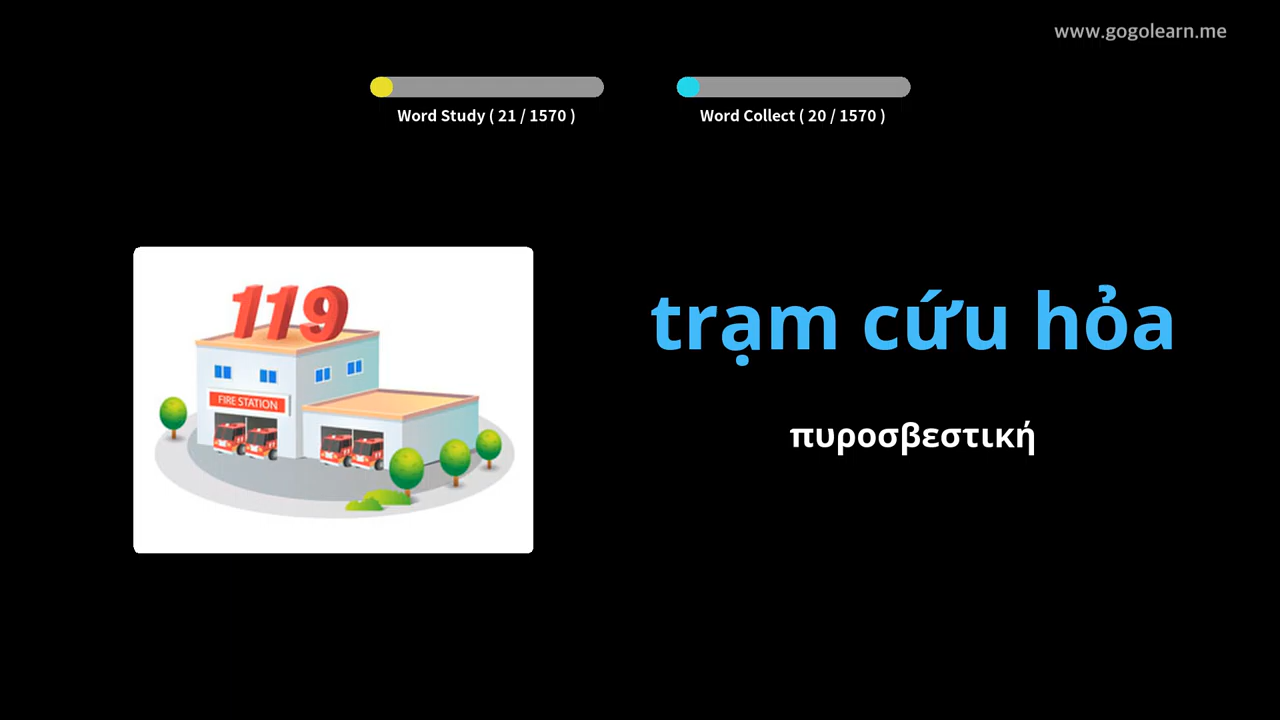 www.gogolearn.me
Word Study ( 21 / 1570 )
Word Collect ( 20 / 1570 )
119
FIRE STATION
trạm cứu hỏa
πυροσβεστική